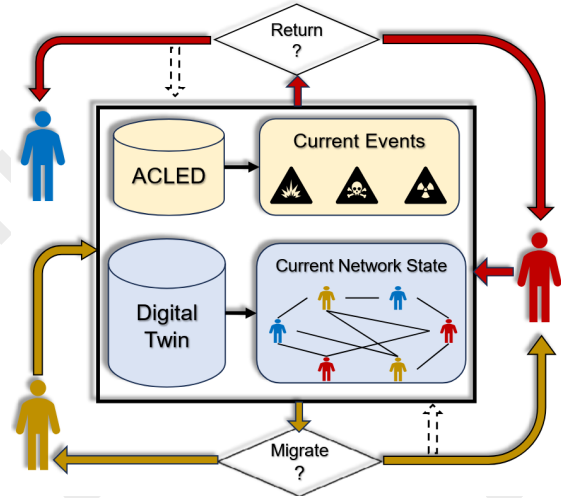 Return
?
Current Events
ACLED
Current Network State
Digital
Twin
Migrate
?